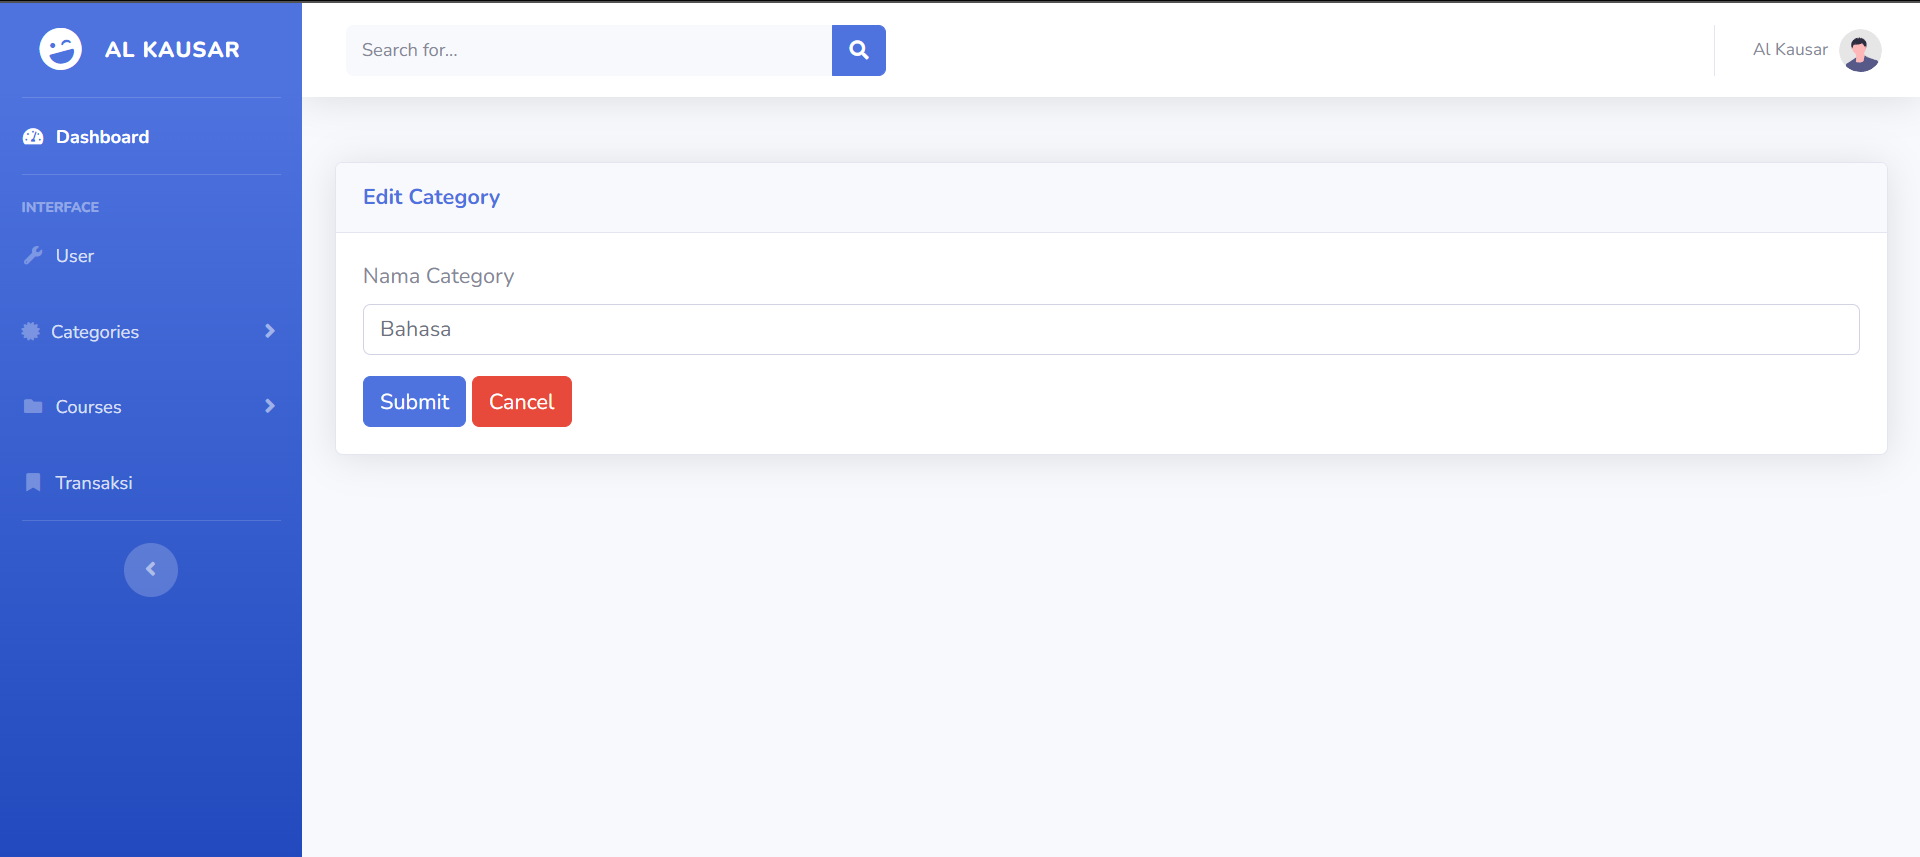 AL KAUSAR
Dashboard
INTERFACE
User
Categories
Courses
Transaksi
Search for...
Al Kausar
Edit Category
Nama Category
Bahasa
Submit Cancel